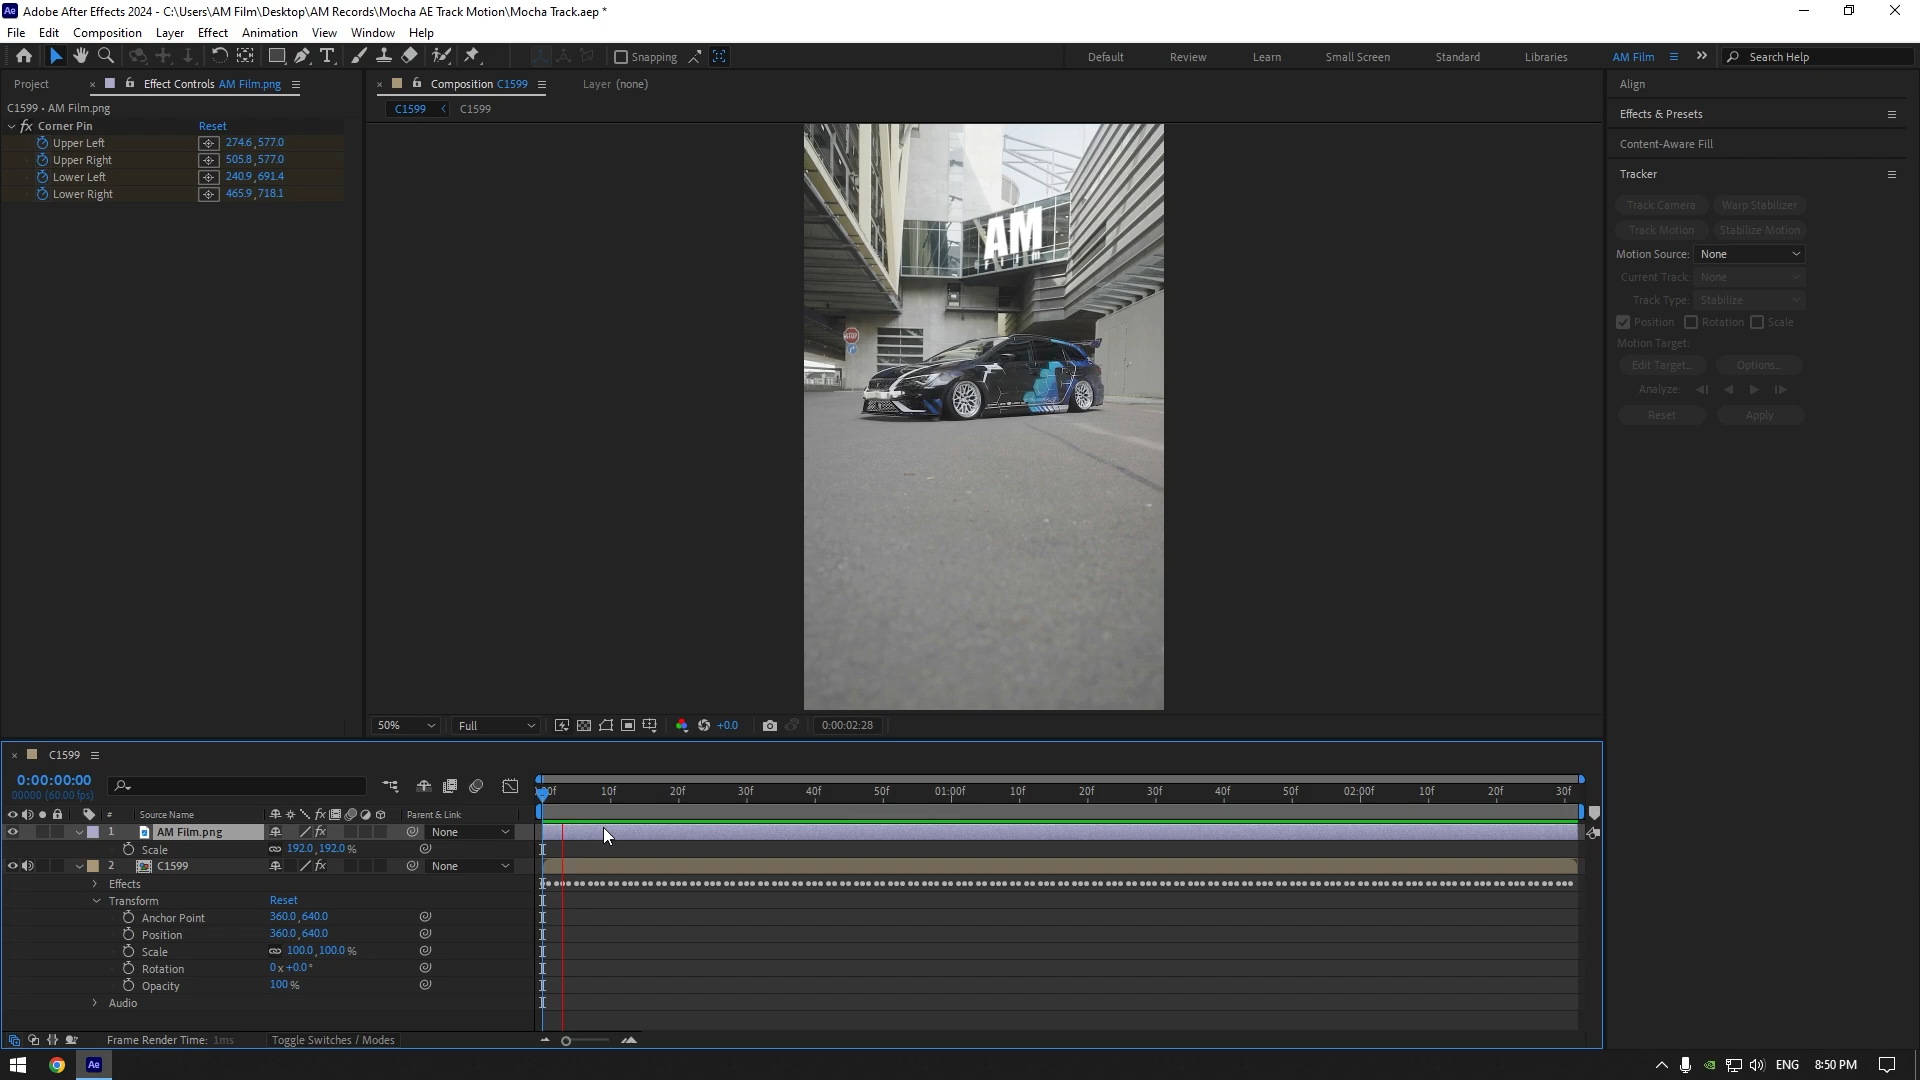 Adobe After Effects 2024 - C:\Users\AM Film\Desktop\AM Records\Mocha AE Track Motion\Mocha Track.aep *
File Edit Composition Layer Effect Animation View Window Help
Snapping Default Review Learn Small Screen Standard Libraries AM Film Search Help
Project Effect Controls AM Film.png Composition C1599 Layer (none) Align
C1599 • AM Film.png C1599 C1599
fx Corner Pin Reset
Upper Left 274.6,577.0
Upper Right 505.8,577.0
Lower Left 240.9,691.4
Lower Right 465.9,718.1
Effects & Presets
Content-Aware Fill
Tracker
Track Camera Warp Stabilizer
Track Motion Stabilize Motion
Motion Source: None
Current Track: None
Track Type: Stabilize
Position Rotation Scale
Motion Target:
Edit Target... Options...
Analyze:
Reset Apply
AM
STOP
50% Full +0.0 0:00:02:28
C1599
0:00:00:00
00000 (60.00 fps)
10f 20f 30f 40f 50f 01:00f 10f 20f 30f 40f 50f 02:00f 10f 20f 30f
# Source Name Parent & Link
1 AM Film.png None
Scale 192.0,192.0%
2 C1599 None
Effects
Transform Reset
Anchor Point 360.0,640.0
Position 360.0,640.0
Scale 100.0,100.0%
Rotation 0x+0.0°
Opacity 100%
Audio
Frame Render Time: 1ms Toggle Switches / Modes
ENG 8:50 PM